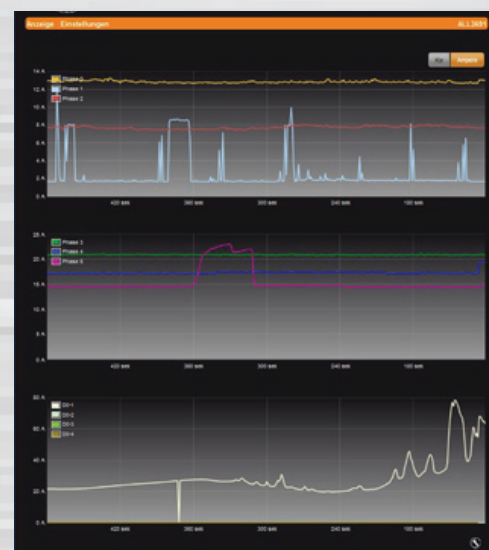 Anzeige Einstellungen
ALL3691
Ampere
14 A
12 A
10 A
8 A
6 A
4 A
2 A
0 A
Phase 0
Phase 1
Phase 2
420 sek
360 sek
300 sek
240 sek
180 sek
25 A
20 A
15 A
10 A
5 A
0 A
Phase 3
Phase 4
Phase 5
420 sek
360 sek
300 sek
240 sek
180 sek
80 A
60 A
40 A
20 A
0 A
420 sek
360 sek
300 sek
240 sek
180 sek